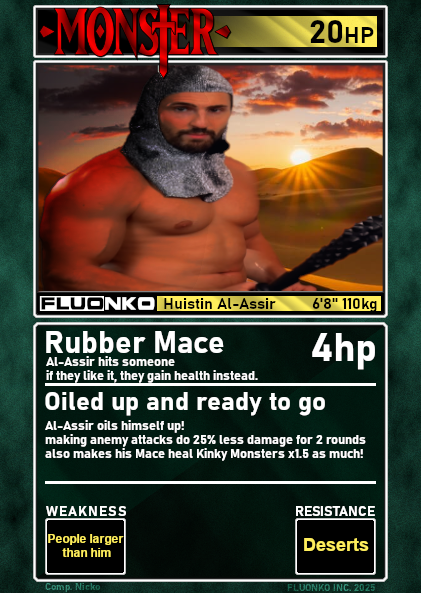 MONSTER
20HP
FLUONKO Huistin Al-Assir 6'8" 110kg
Rubber Mace 4hp
Al-Assir hits someone
if they like it, they gain health instead.
Oiled up and ready to go
Al-Assir oils himself up!
making anemy attacks do 25% less damage for 2 rounds
also makes his Mace heal Kinky Monsters x1.5 as much!
WEAKNESS
People larger
than him
RESISTANCE
Deserts
Comp. Nicko
FLUONKO INC. 2025